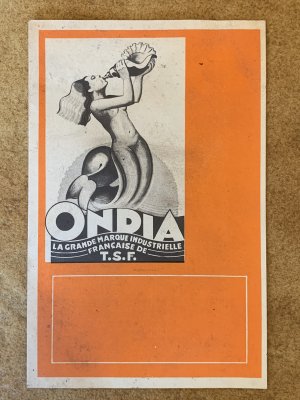 ONDIA
LA GRANDE MARQUE INDUSTRIELLE
FRANÇAISE DE
T.S.F.